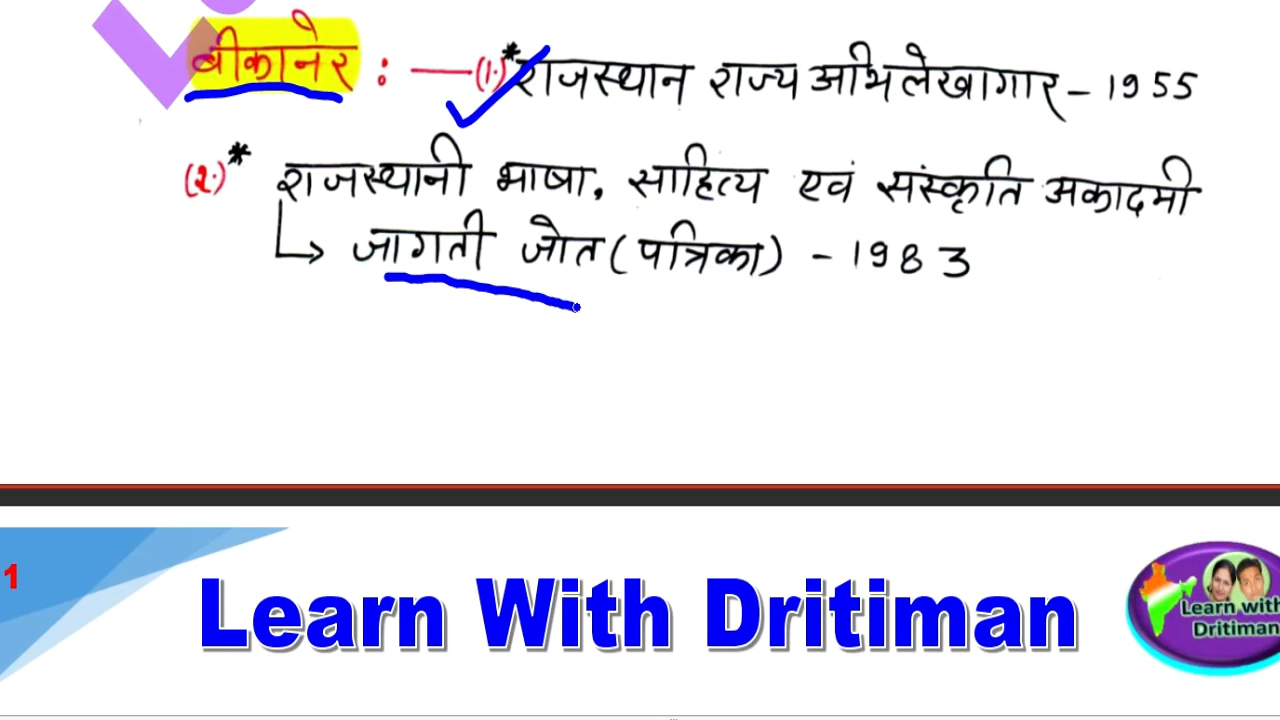 बीकानेर : — (1.)* राजस्थान राज्य अभिलेखागार - 1955
(2.)* राजस्थानी भाषा, साहित्य एवं संस्कृति अकादमी
↳ जागती जोत (पत्रिका) - 1983
1
Learn With Dritiman
Learn with
Dritiman